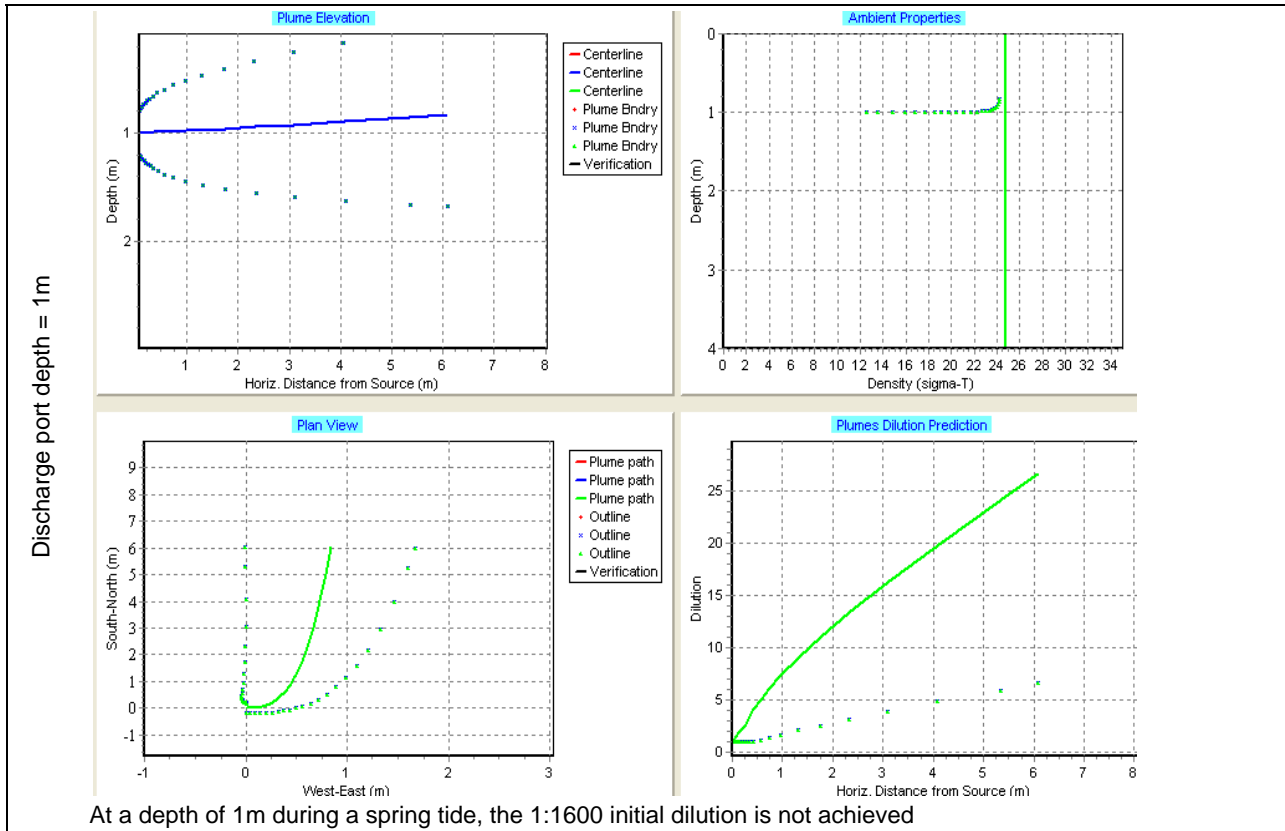 Discharge port depth = 1m
Plume Elevation
Depth (m)
1
2
1 2 3 4 5 6 7 8
Horiz. Distance from Source (m)
Centerline
Centerline
Centerline
Plume Bndry
Plume Bndry
Plume Bndry
Verification
Ambient Properties
Depth (m)
0
1
2
3
4
0 2 4 6 8 10 12 14 16 18 20 22 24 26 28 30 32 34
Density (sigma-T)
Plan View
South-North (m)
9
8
7
6
5
4
3
2
1
0
-1
-1 0 1 2 3
West-East (m)
Plume path
Plume path
Plume path
Outline
Outline
Outline
Verification
Plumes Dilution Prediction
Dilution
25
20
15
10
5
0
0 1 2 3 4 5 6 7 8
Horiz. Distance from Source (m)
At a depth of 1m during a spring tide, the 1:1600 initial dilution is not achieved